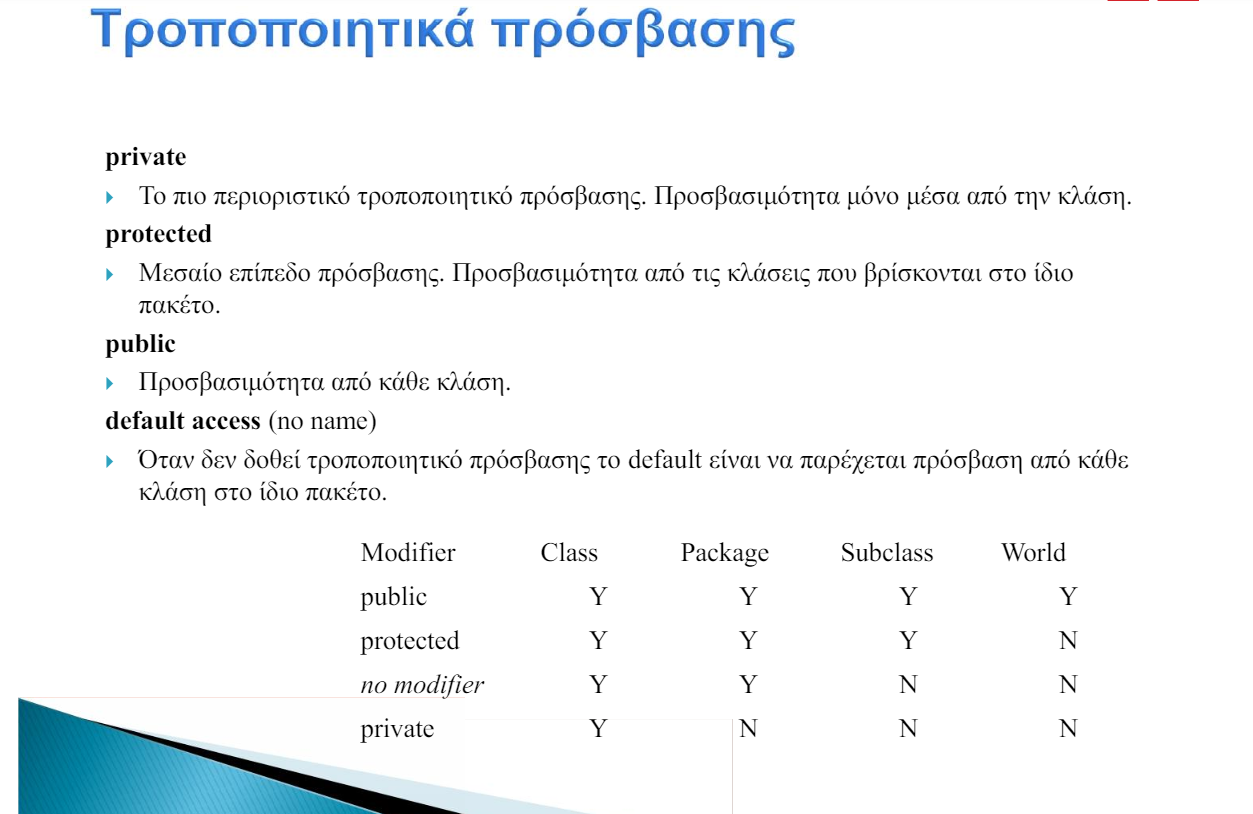 Τροποποιητικά πρόσβασης
private
Το πιο περιοριστικό τροποποιητικό πρόσβασης. Προσβασιμότητα μόνο μέσα από την κλάση.
protected
Μεσαίο επίπεδο πρόσβασης. Προσβασιμότητα από τις κλάσεις που βρίσκονται στο ίδιο
πακέτο.
public
Προσβασιμότητα από κάθε κλάση.
default access (no name)
Όταν δεν δοθεί τροποποιητικό πρόσβασης το default είναι να παρέχεται πρόσβαση από κάθε
κλάση στο ίδιο πακέτο.
Modifier Class Package Subclass World
public Y Y Y Y
protected Y Y Y N
no modifier Y Y N N
private Y N N N